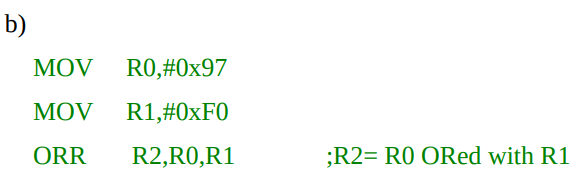 b)
MOV R0,#0x97
MOV R1,#0xF0
ORR R2,R0,R1 ;R2= R0 ORed with R1